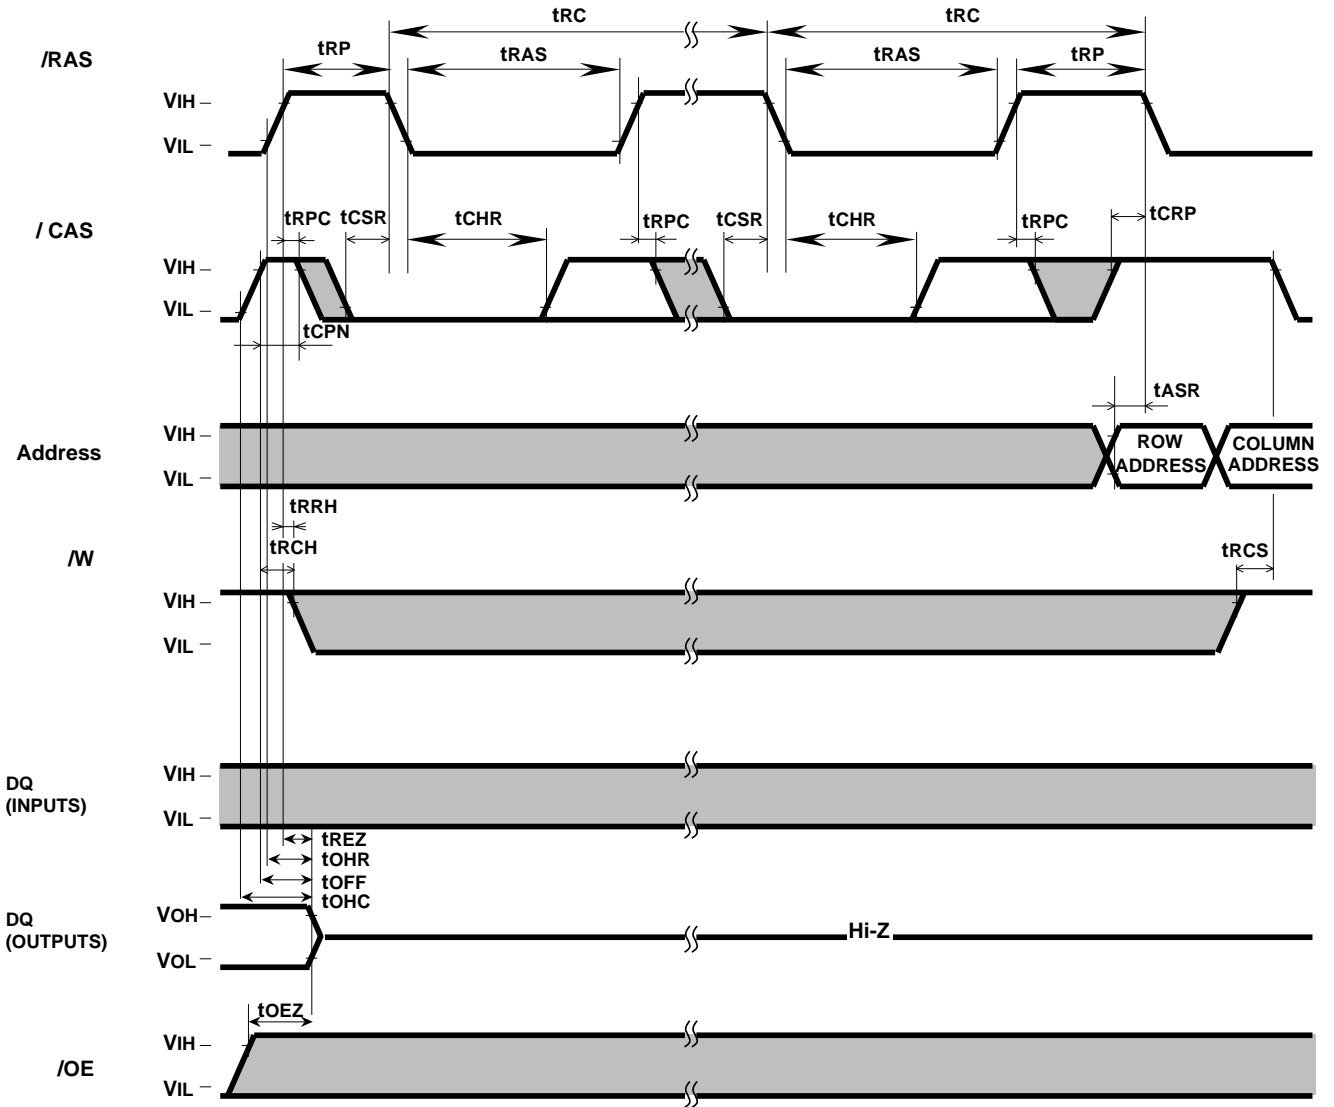 tRC tRC
/RAS tRP tRAS tRAS tRP
VIH
VIL
/ CAS tRPC tCSR tCHR tRPC tCSR tCHR tRPC tCRP
VIH
VIL
tCPN
tASR
Address VIH
VIL
ROW
ADDRESS
COLUMN
ADDRESS
tRRH
/W tRCH tRCS
VIH
VIL
DQ
(INPUTS)
VIH
VIL
tREZ
tOHR
tOFF
tOHC
DQ
(OUTPUTS)
VOH
VOL
Hi-Z
tOEZ
/OE
VIH
VIL